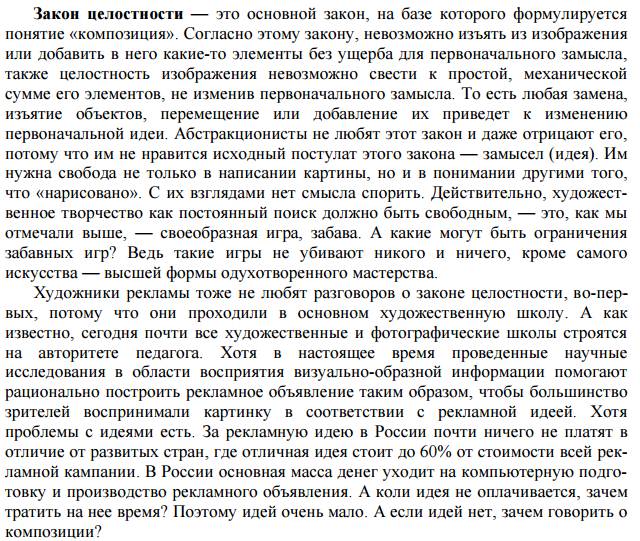 Закон целостности — это основной закон, на базе которого формулируется
понятие «композиция». Согласно этому закону, невозможно изъять из изображения
или добавить в него какие-то элементы без ущерба для первоначального замысла,
также целостность изображения невозможно свести к простой, механической
сумме его элементов, не изменив первоначального замысла. То есть любая замена,
изъятие объектов, перемещение или добавление их приведет к изменению
первоначальной идеи. Абстракционисты не любят этот закон и даже отрицают его,
потому что им не нравится исходный постулат этого закона — замысел (идея). Им
нужна свобода не только в написании картины, но и в понимании другими того,
что «нарисовано». С их взглядами нет смысла спорить. Действительно, художест-
венное творчество как постоянный поиск должно быть свободным, — это, как мы
отмечали выше, — своеобразная игра, забава. А какие могут быть ограничения
забавных игр? Ведь такие игры не убивают никого и ничего, кроме самого
искусства — высшей формы одухотворенного мастерства.
Художники рекламы тоже не любят разговоров о законе целостности, во-пер-
вых, потому что они проходили в основном художественную школу. А как
известно, сегодня почти все художественные и фотографические школы строятся
на авторитете педагога. Хотя в настоящее время проведенные научные
исследования в области восприятия визуально-образной информации помогают
рационально построить рекламное объявление таким образом, чтобы большинство
зрителей воспринимали картинку в соответствии с рекламной идеей. Хотя
проблемы с идеями есть. За рекламную идею в России почти ничего не платят в
отличие от развитых стран, где отличная идея стоит до 60% от стоимости всей рек-
ламной кампании. В России основная масса денег уходит на компьютерную подго-
товку и производство рекламного объявления. А коли идея не оплачивается, зачем
тратить на нее время? Поэтому идей очень мало. А если идей нет, зачем говорить о
композиции?